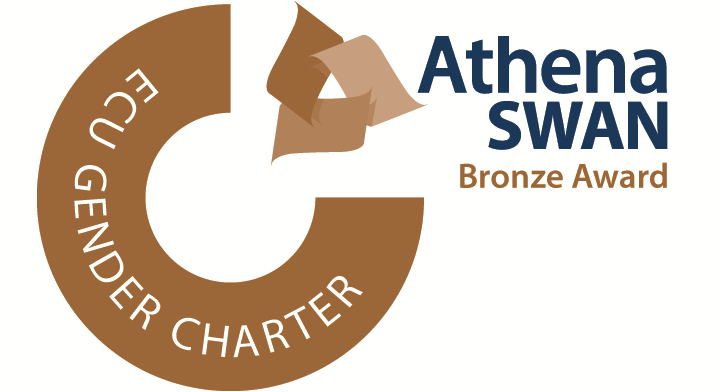 ECU GENDER CHARTER
Athena
SWAN
Bronze Award